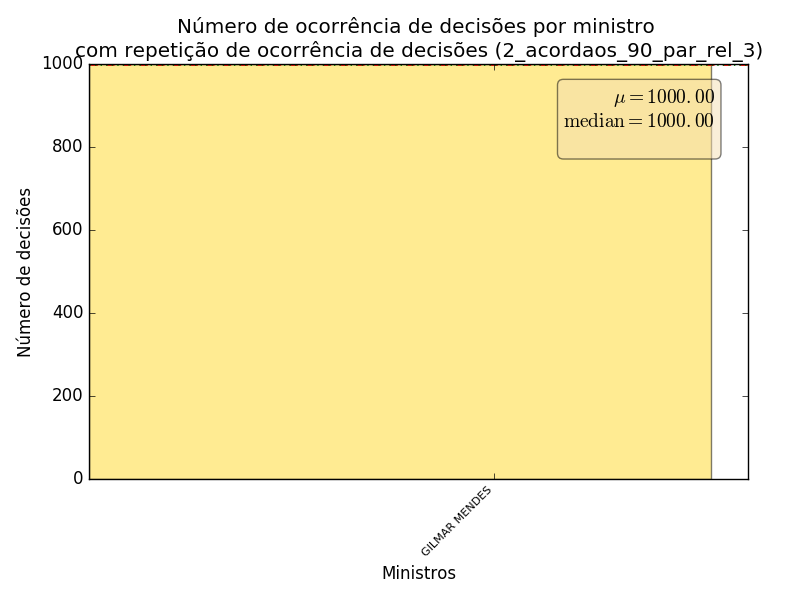 Número de ocorrência de decisões por ministro
com repetição de ocorrência de decisões (2_acordaos_90_par_rel_3)
1000
800
600
400
200
0
μ = 1000.00
median = 1000.00
Número de decisões
GILMAR MENDES
Ministros